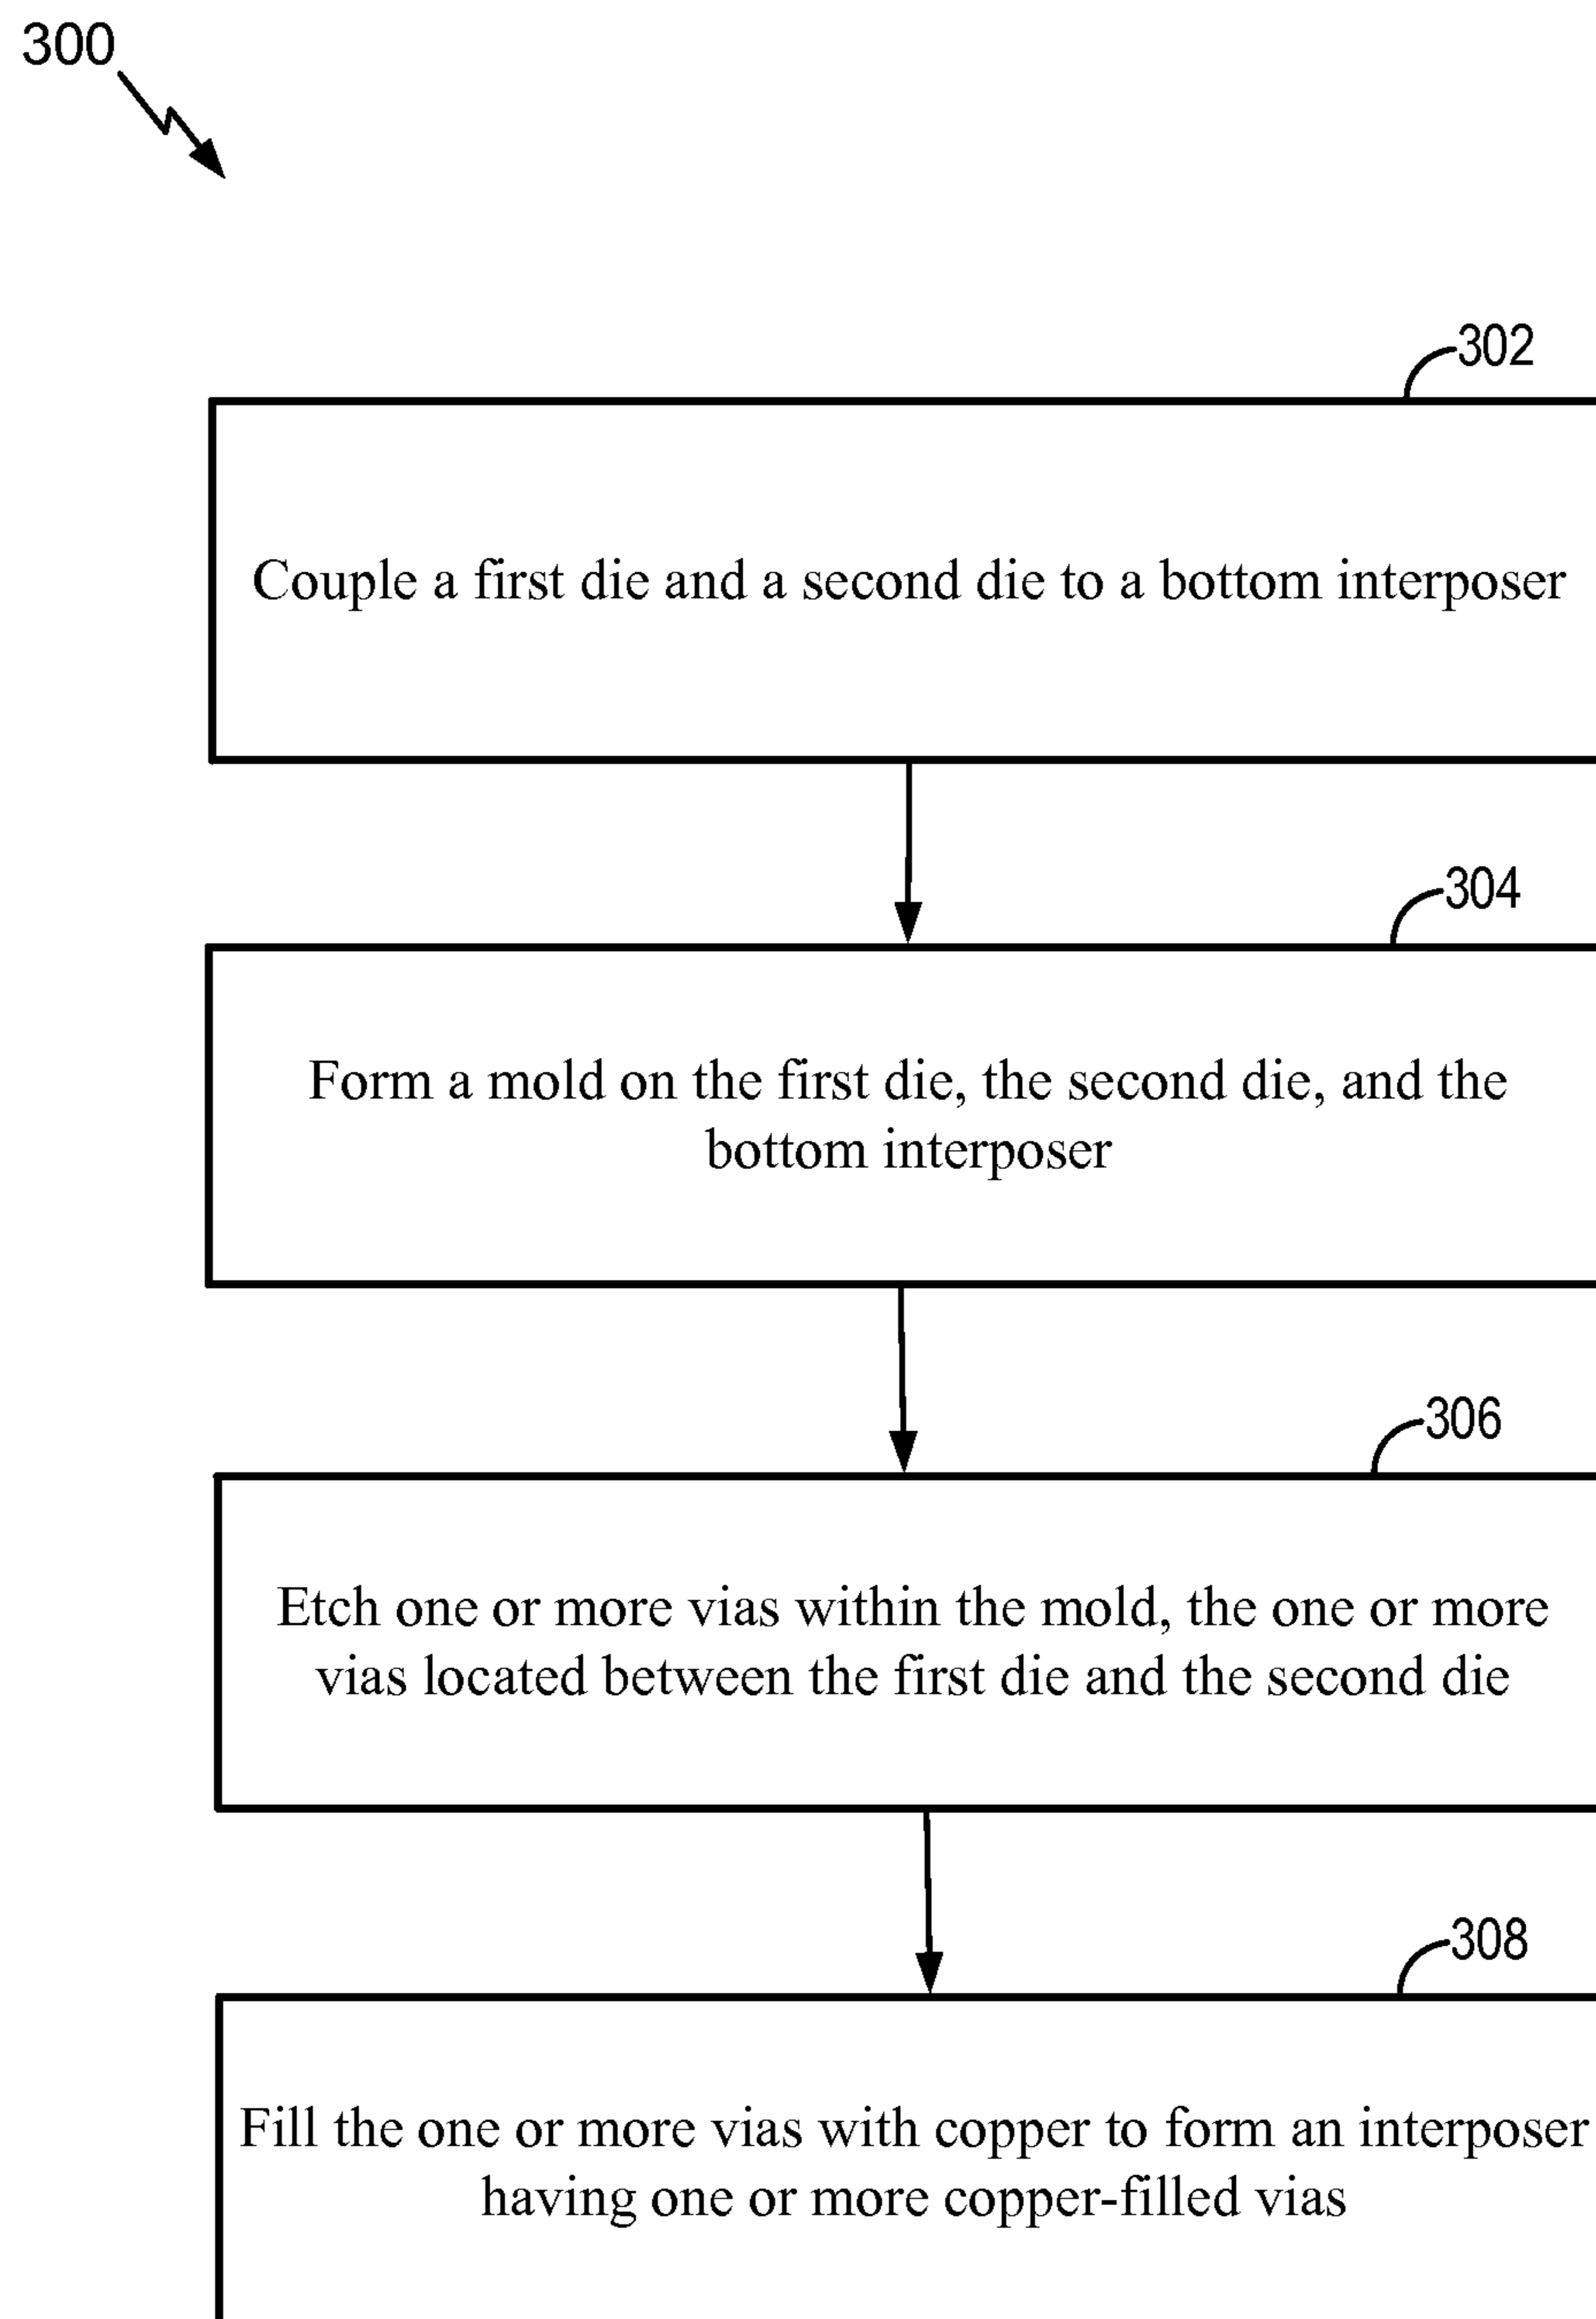 300
302
Couple a first die and a second die to a bottom interposer
304
Form a mold on the first die, the second die, and the
bottom interposer
306
Etch one or more vias within the mold, the one or more
vias located between the first die and the second die
308
Fill the one or more vias with copper to form an interposer
having one or more copper-filled vias